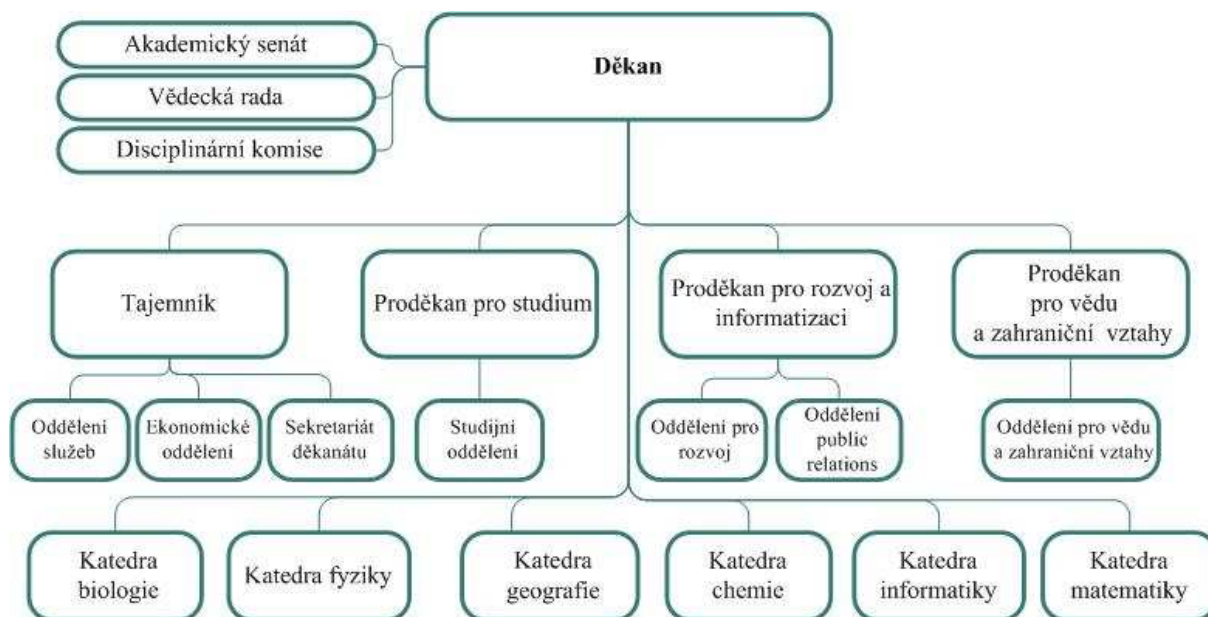 Akademický senát
Vědecká rada
Disciplinární komise
Děkan
Tajemník
Proděkan pro studium
Proděkan pro rozvoj a
informatizaci
Proděkan
pro vědu
a zahraniční vztahy
Oddělení
služeb
Ekonomické
oddělení
Sekretariát
děkanátu
Studijní
oddělení
Oddělení pro
rozvoj
Oddělení
public
relations
Oddělení pro vědu
a zahraniční vztahy
Katedra
biologie
Katedra fyziky
Katedra
geografie
Katedra
chemie
Katedra
informatiky
Katedra
matematiky